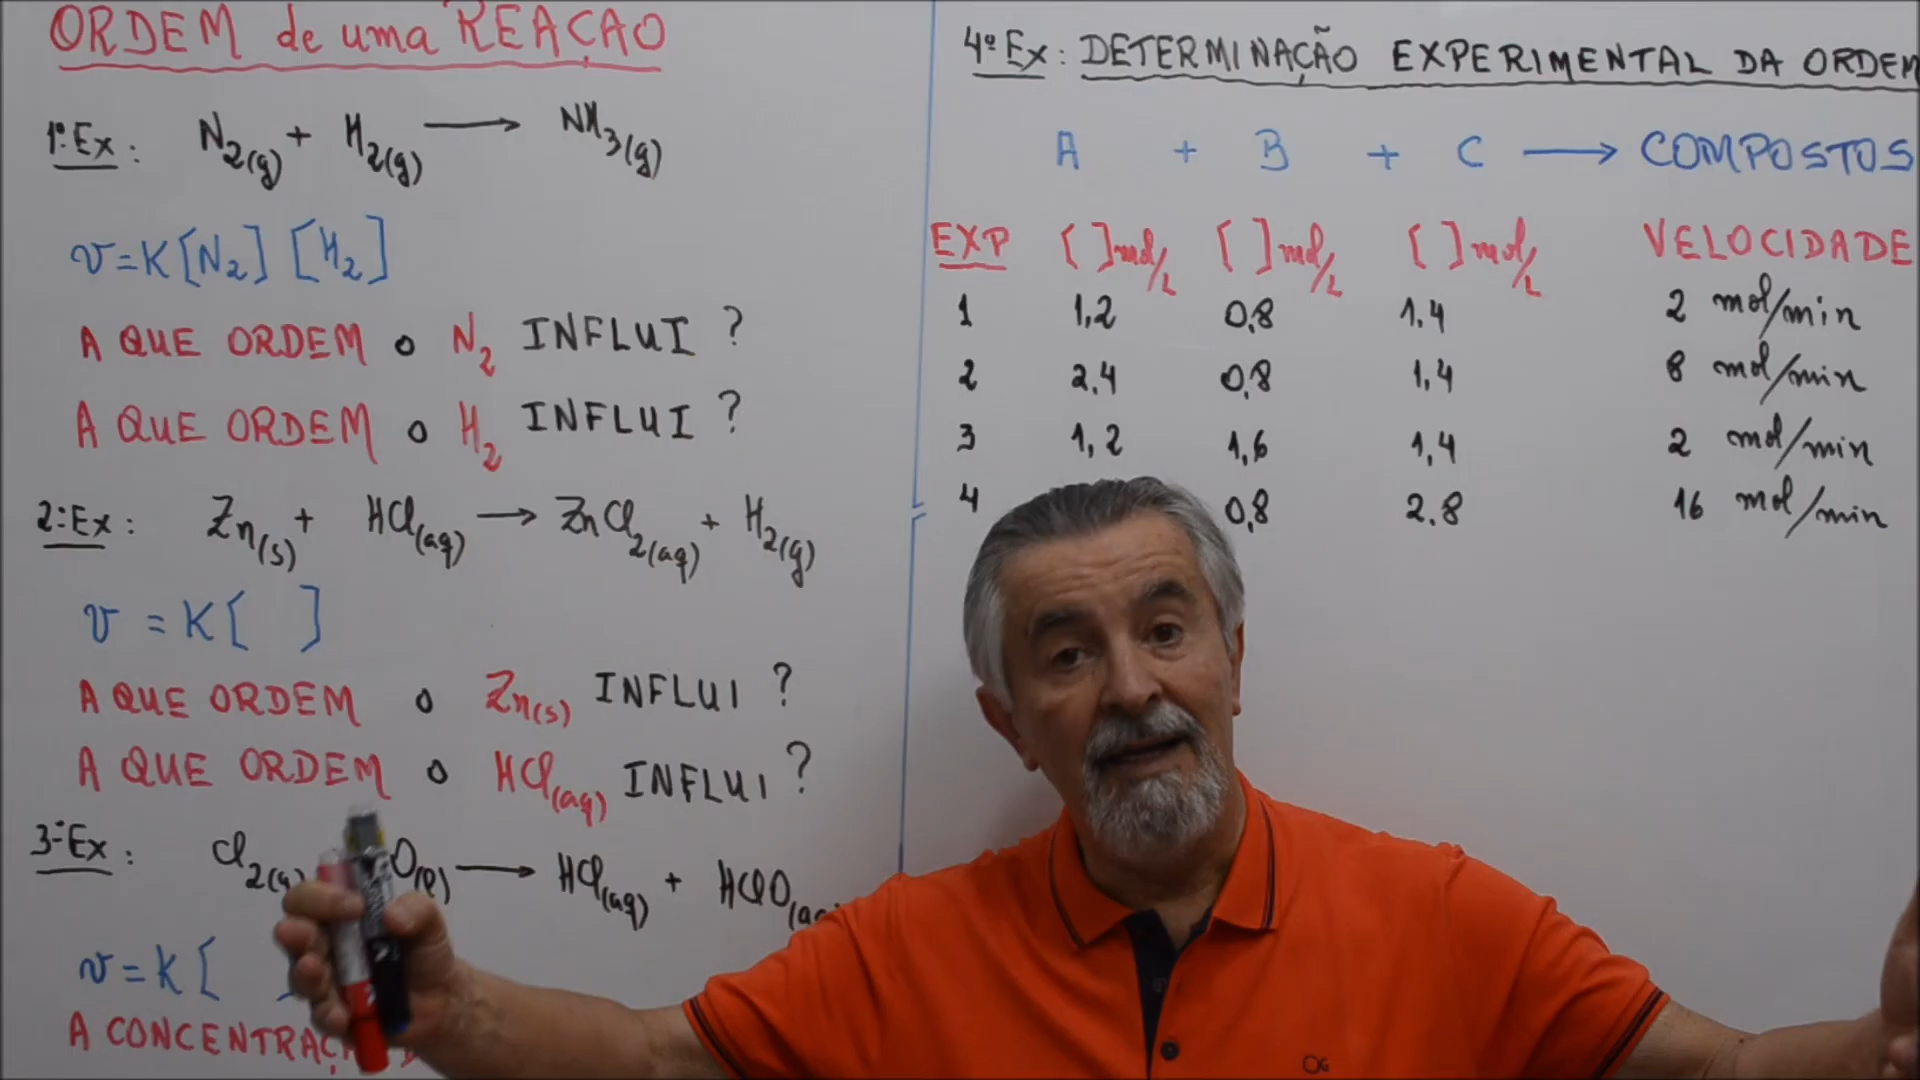 ORDEM de uma REAÇÃO
1º Ex: N2(g) + H2(g) → NH3(g)
v = K[N2] [H2]
A QUE ORDEM o N2 INFLUI?
A QUE ORDEM o H2 INFLUI?
2º Ex: Zn(s) + HCl(aq) → ZnCl2(aq) + H2(g)
v = K[ ]
A QUE ORDEM o Zn(s) INFLUI?
A QUE ORDEM o HCl(aq) INFLUI?
3º Ex: Cl2(g) O(l) → HCl(aq) + HClO(aq
v = K[
A
4º Ex: DETERMINAÇÃO EXPERIMENTAL DA ORDEM
A + B + C → COMPOSTOS
EXP [ ]mol/L [ ]mol/L [ ]mol/L VELOCIDADE
1 1,2 0,8 1,4 2 mol/min
2 2,4 0,8 1,4 8 mol/min
3 1,2 1,6 1,4 2 mol/min
4 0,8 2.8 16 mol/min
OG